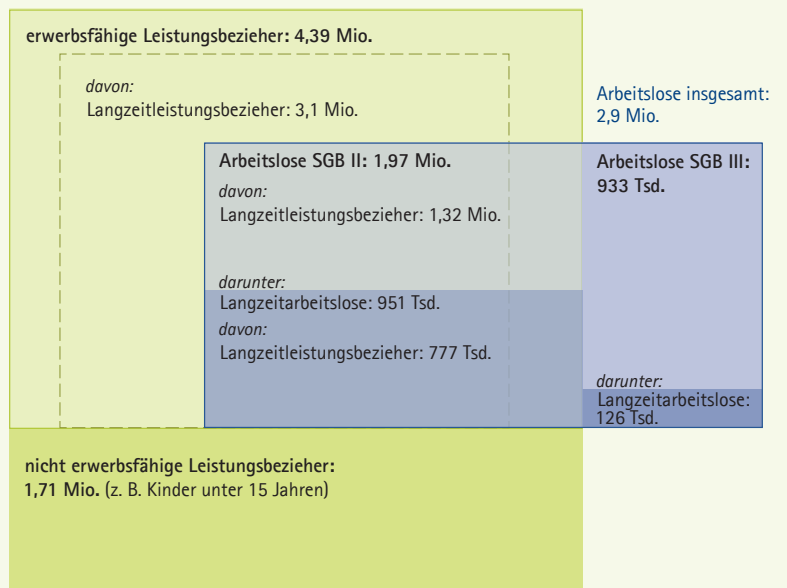 erwerbsfähige Leistungsbezieher: 4,39 Mio.
davon:
Langzeitleistungsbezieher: 3,1 Mio.
Arbeitslose insgesamt:
2,9 Mio.
Arbeitslose SGB II: 1,97 Mio.
davon:
Langzeitleistungsbezieher: 1,32 Mio.
darunter:
Langzeitarbeitslose: 951 Tsd.
davon:
Langzeitleistungsbezieher: 777 Tsd.
Arbeitslose SGB III:
933 Tsd.
darunter:
Langzeitarbeitslose:
126 Tsd.
nicht erwerbsfähige Leistungsbezieher:
1,71 Mio. (z. B. Kinder unter 15 Jahren)